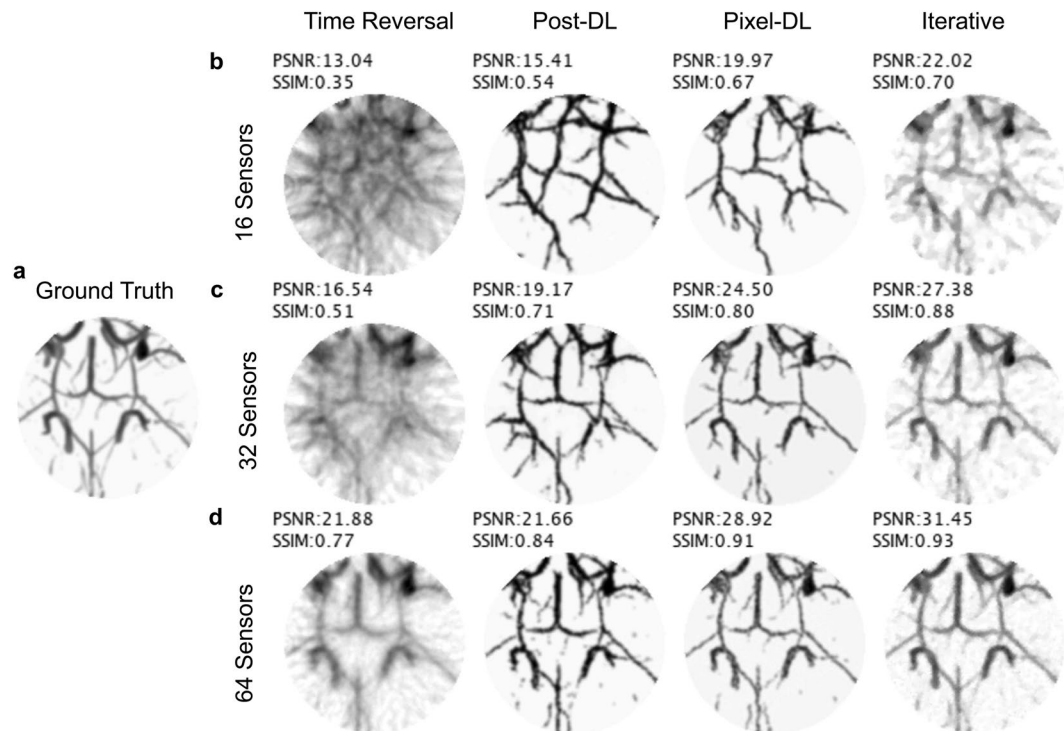 Time Reversal Post-DL Pixel-DL Iterative
b
PSNR:13.04 PSNR:15.41 PSNR:19.97 PSNR:22.02
SSIM:0.35 SSIM:0.54 SSIM:0.67 SSIM:0.70
16 Sensors
a
Ground Truth
c
PSNR:16.54 PSNR:19.17 PSNR:24.50 PSNR:27.38
SSIM:0.51 SSIM:0.71 SSIM:0.80 SSIM:0.88
32 Sensors
d
PSNR:21.88 PSNR:21.66 PSNR:28.92 PSNR:31.45
SSIM:0.77 SSIM:0.84 SSIM:0.91 SSIM:0.93
64 Sensors